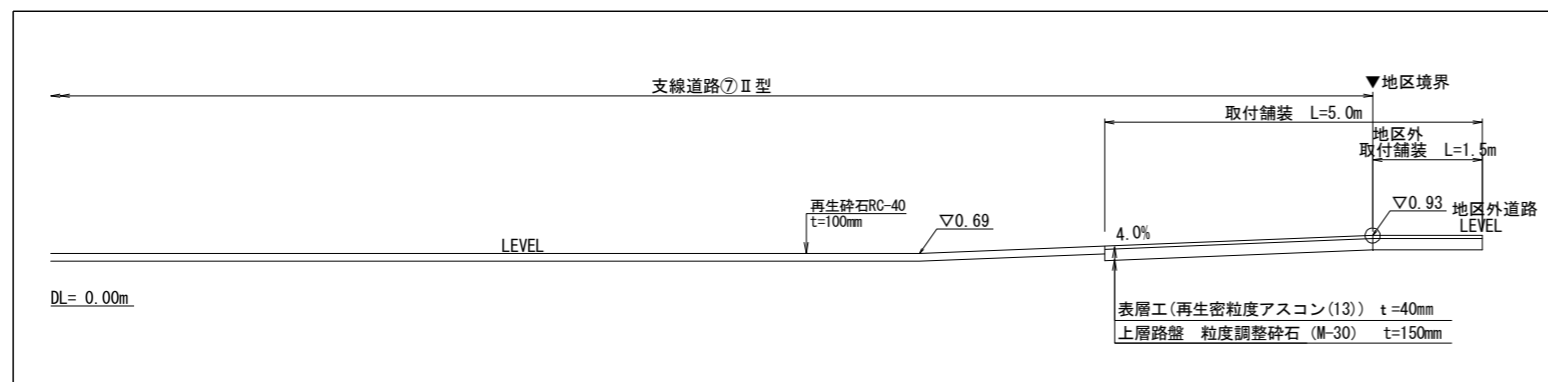 支線道路⑦Ⅱ型
▼地区境界
取付舗装 L=5.0m
地区外
取付舗装 L=1.5m
再生砕石RC-40
t=100mm
▽0.69
▽0.93
地区外道路
LEVEL
4.0%
LEVEL
DL= 0.00m
表層工(再生密粒度アスコン(13)) t=40mm
上層路盤 粒度調整砕石 (M-30) t=150mm